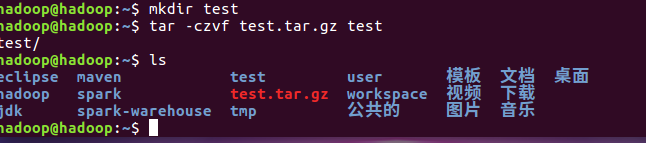 hadoop@hadoop:~$ mkdir test
hadoop@hadoop:~$ tar -czvf test.tar.gz test
test/
hadoop@hadoop:~$ ls
eclipse maven test user 模板 文档 桌面
hadoop spark test.tar.gz workspace 视频 下载
jdk spark-warehouse tmp 公共的 图片 音乐
hadoop@hadoop:~$